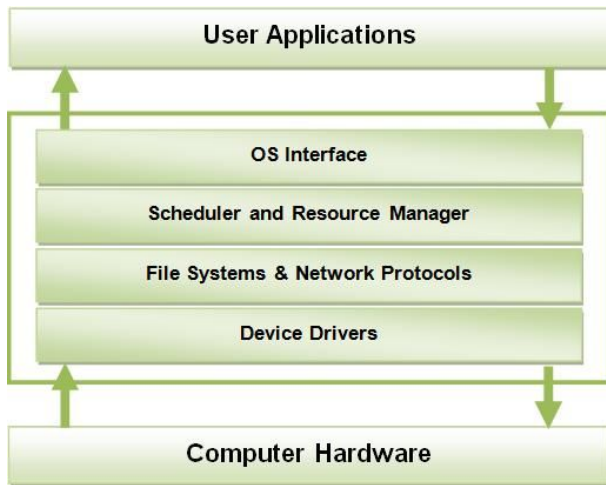 User Applications
OS Interface
Scheduler and Resource Manager
File Systems & Network Protocols
Device Drivers
Computer Hardware